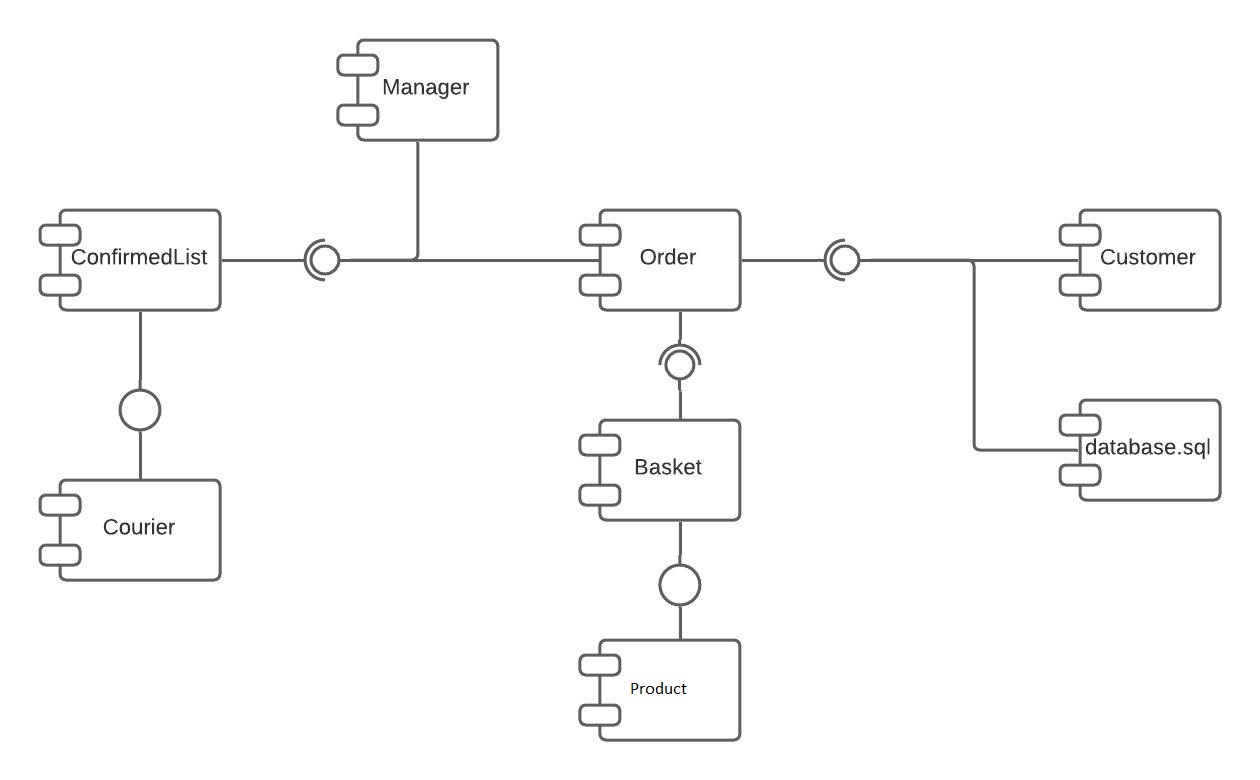 Manager
ConfirmedList
Order
Customer
database.sql
Basket
Courier
Product